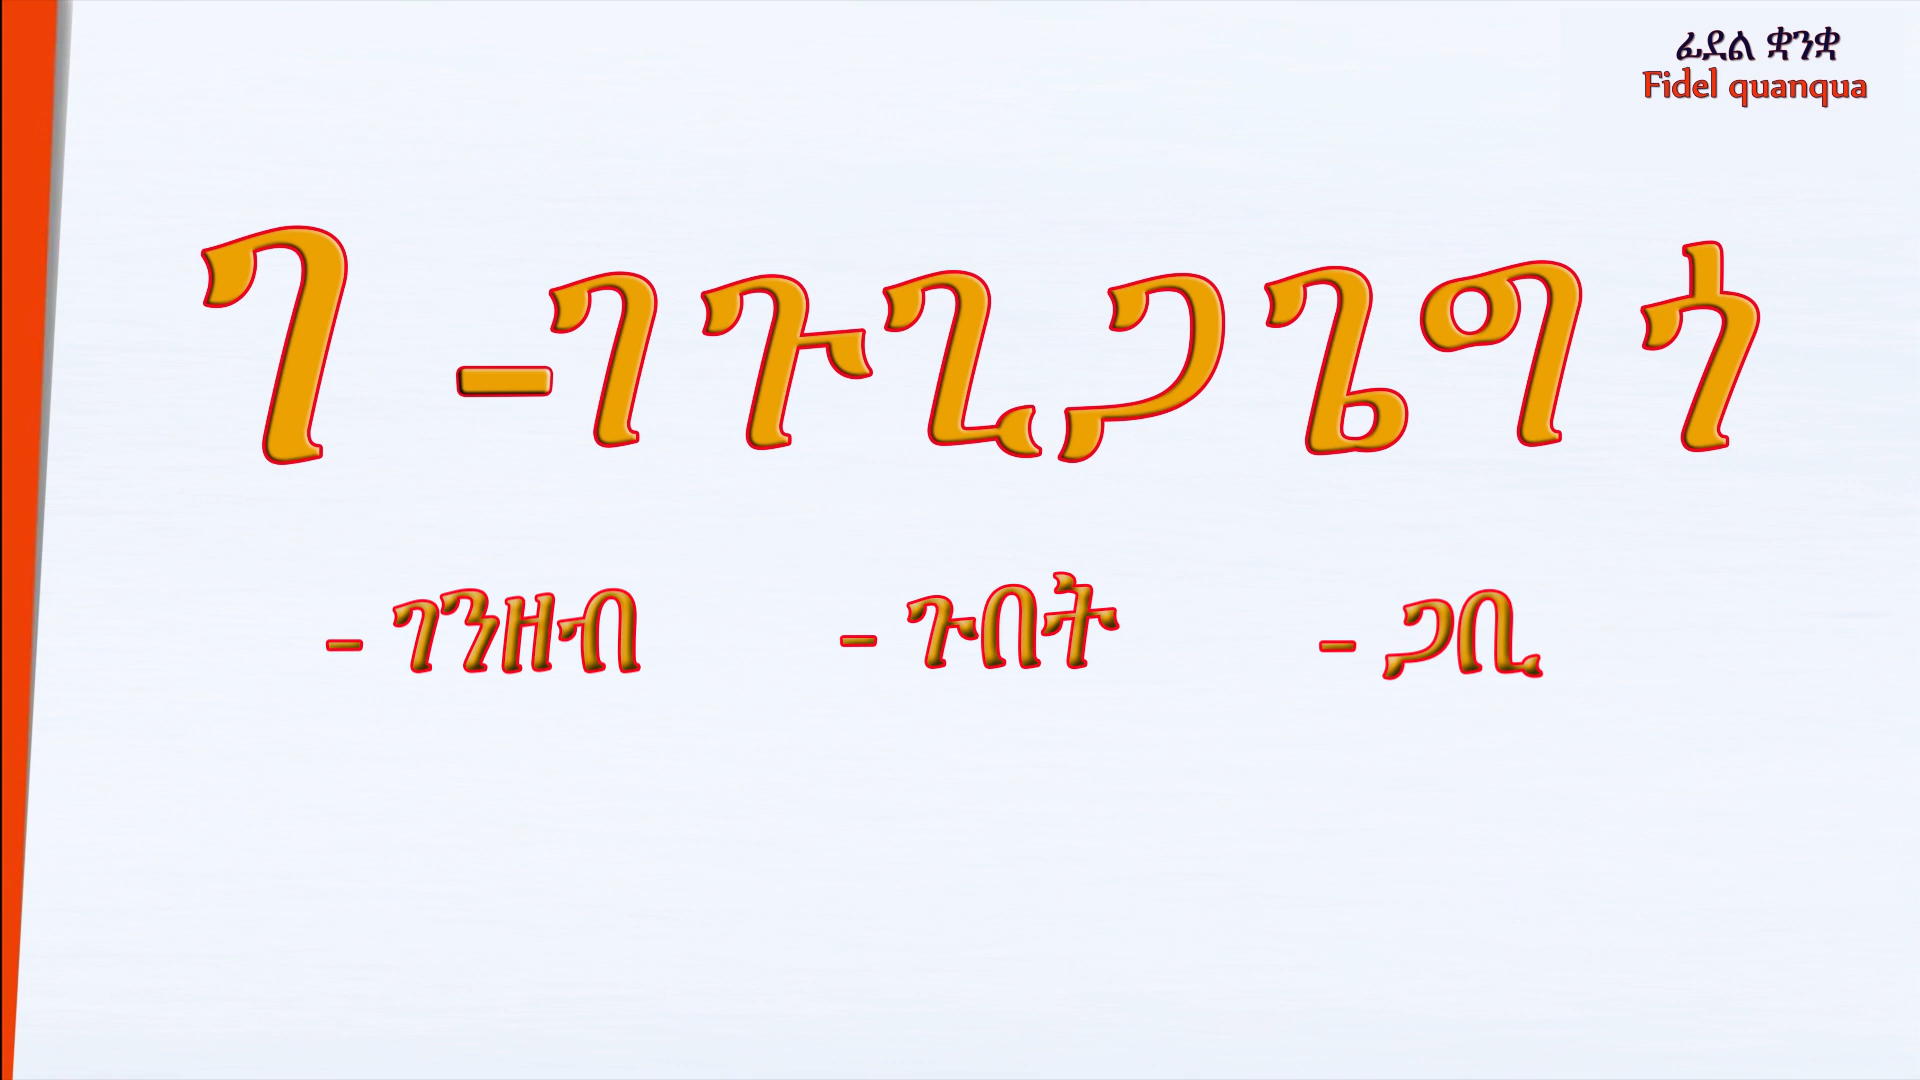 ፊደል ቋንቋ
Fidel quanqua
ገ -ገ ጉ ጊ ጋ ጌ ግ ጎ
- ገንዘብ - ጉበት - ጋቢ